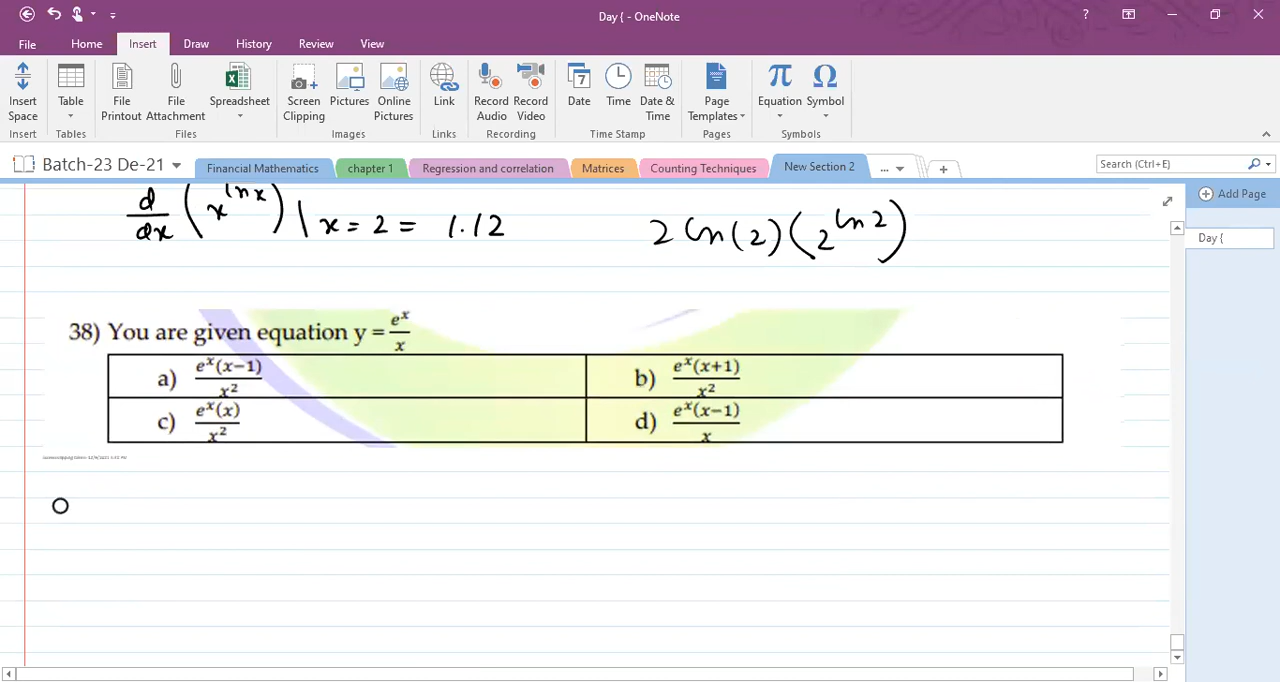 Day { - OneNote
?
File Home Insert Draw History Review View
Insert Space Table File Printout File Attachment Spreadsheet Screen Clipping Pictures Online Pictures Link Record Audio Record Video Date Time Date & Time Page Templates π Equation Ω Symbol
Insert Tables Files Images Links Recording Time Stamp Pages Symbols
Batch-23 De-21 Financial Mathematics chapter 1 Regression and correlation Matrices Counting Techniques New Section 2 ... Search (Ctrl+E)
Add Page
Day {
d/dx (x^ln x) | x = 2 = 1.12 2 ln(2)(2^ln 2)
38) You are given equation y = e^x/x
a) e^x(x−1)/x^2 b) e^x(x+1)/x^2
c) e^x(x)/x^2 d) e^x(x−1)/x